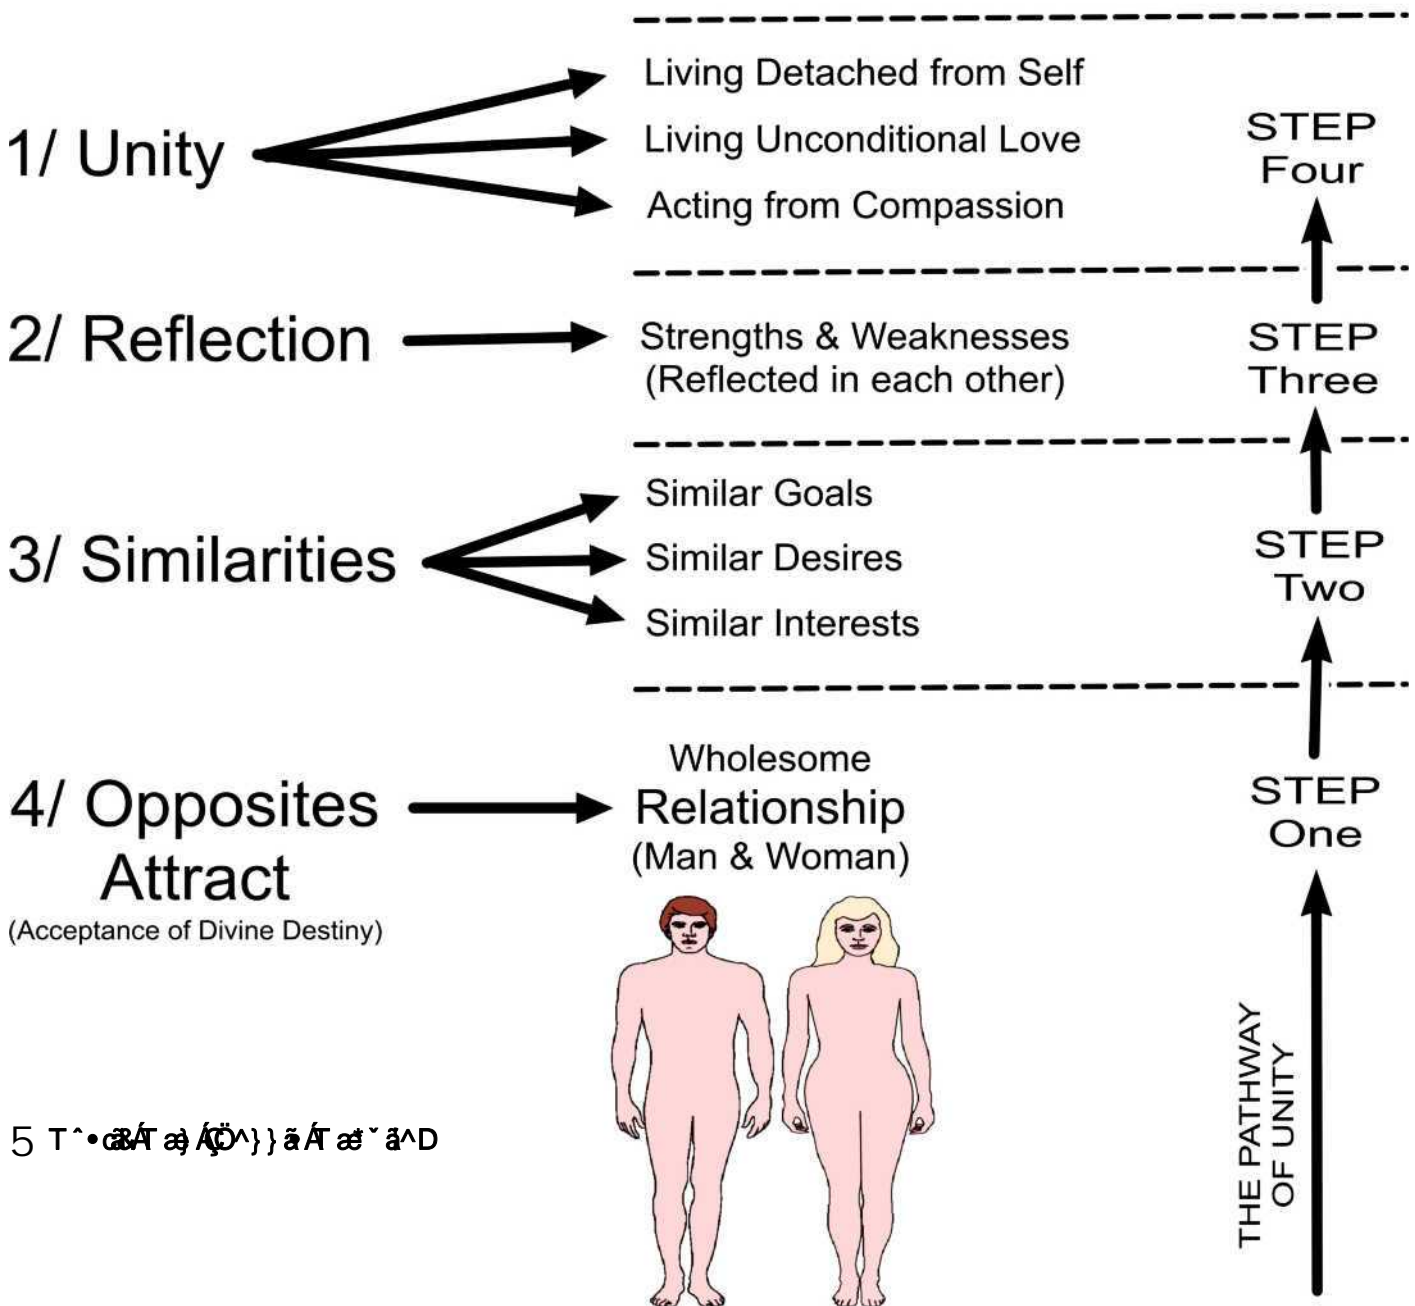 1/ Unity
Living Detached from Self
Living Unconditional Love
Acting from Compassion
STEP
Four
2/ Reflection
Strengths & Weaknesses
(Reflected in each other)
STEP
Three
3/ Similarities
Similar Goals
Similar Desires
Similar Interests
STEP
Two
4/ Opposites
Attract
(Acceptance of Divine Destiny)
Wholesome
Relationship
(Man & Woman)
STEP
One
THE PATHWAY
OF UNITY
5